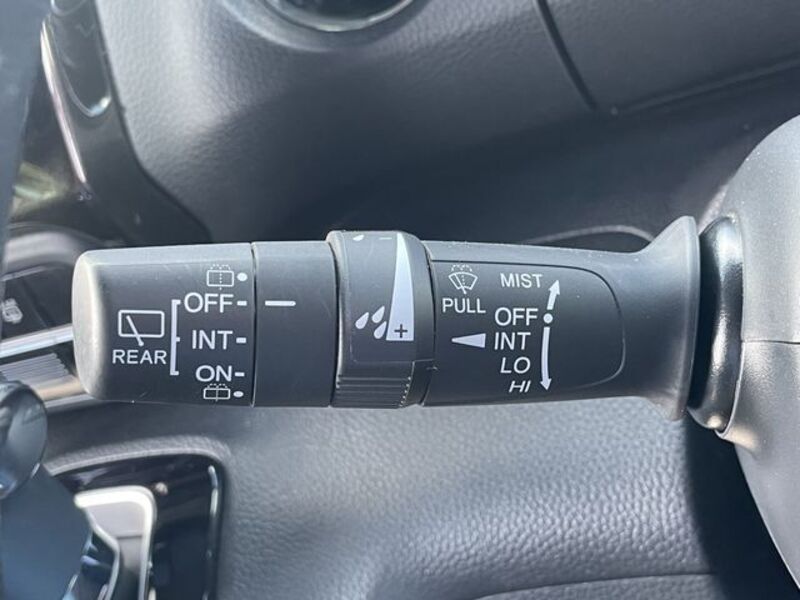 OFF
INT
ON
REAR
+
PULL
MIST
OFF
INT
LO
HI